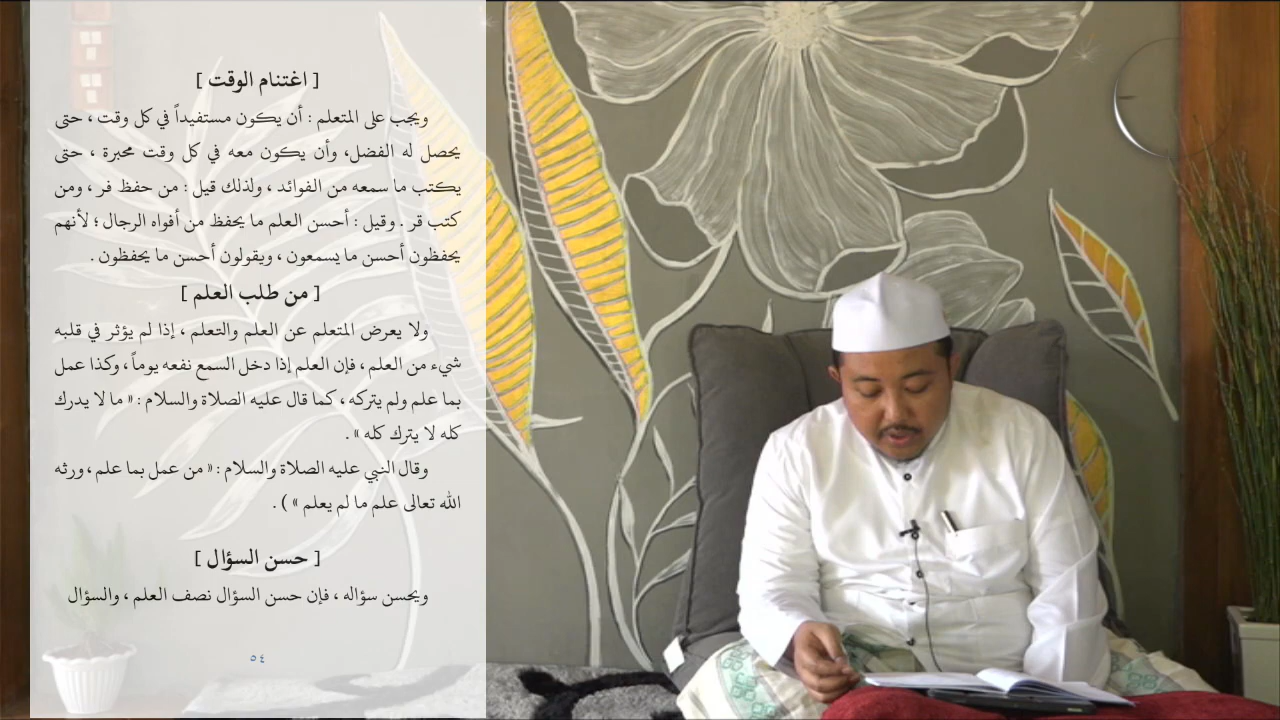 [ اغتنام الوقت ]
ويجب على المتعلم : أن يكون مستفيداً في كل وقت ، حتى
يحصل له الفضل، وأن يكون معه في كل وقت محبرة ، حتى
يكتب ما سمعه من الفوائد ، ولذلك قيل : من حفظ فر ، ومن
كتب قر . وقيل : أحسن العلم ما يحفظ من أفواه الرجال ؛ لأنهم
يحفظون أحسن ما يسمعون ، ويقولون أحسن ما يحفظون .
[ من طلب العلم ]
ولا يعرض المتعلم عن العلم والتعلم ، إذا لم يؤثر في قلبه
شيء من العلم ، فإن العلم إذا دخل السمع نفعه يوماً ، وكذا عمل
بما علم ولم يتركه ، كما قال عليه الصلاة والسلام : « ما لا يدرك
كله لا يترك كله » .
وقال النبي عليه الصلاة والسلام : « من عمل بما علم ، ورثه
الله تعالى علم ما لم يعلم » ) .
[ حسن السؤال ]
ويحسن سؤاله ، فإن حسن السؤال نصف العلم ، والسؤال
٥٤